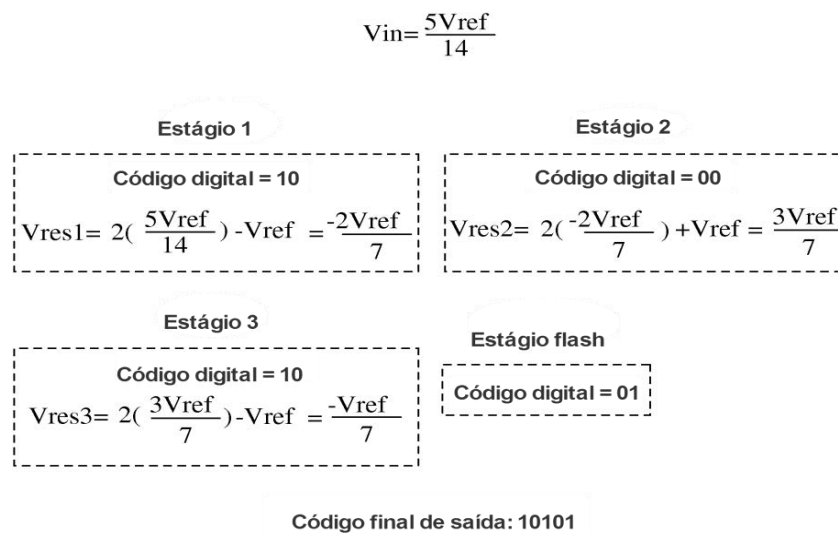 Vin= 5Vref/14
Estágio 1
Código digital = 10
Vres1= 2( 5Vref/14 ) -Vref = -2Vref/7
Estágio 2
Código digital = 00
Vres2= 2( -2Vref/7 ) +Vref = 3Vref/7
Estágio 3
Código digital = 10
Vres3= 2( 3Vref/7 ) -Vref = -Vref/7
Estágio flash
Código digital = 01
Código final de saída: 10101